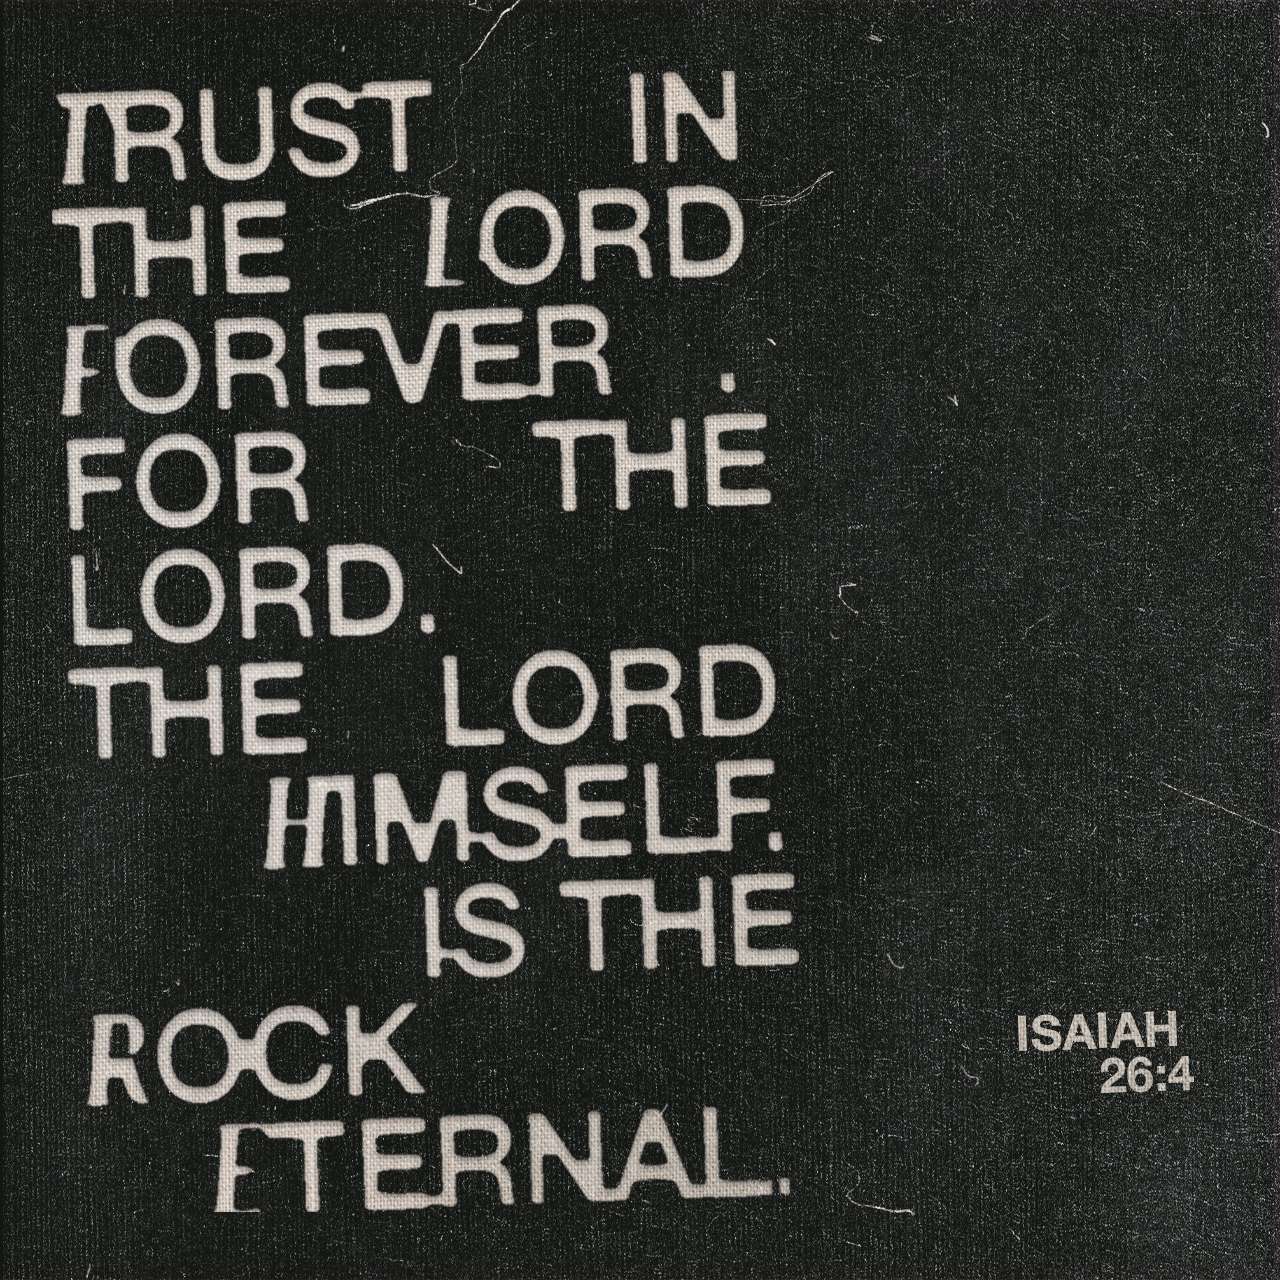 TRUST IN
THE LORD
FOREVER .
FOR THE
LORD.
THE LORD
HIMSELF.
IS THE
ROCK
ETERNAL.
ISAIAH
26:4